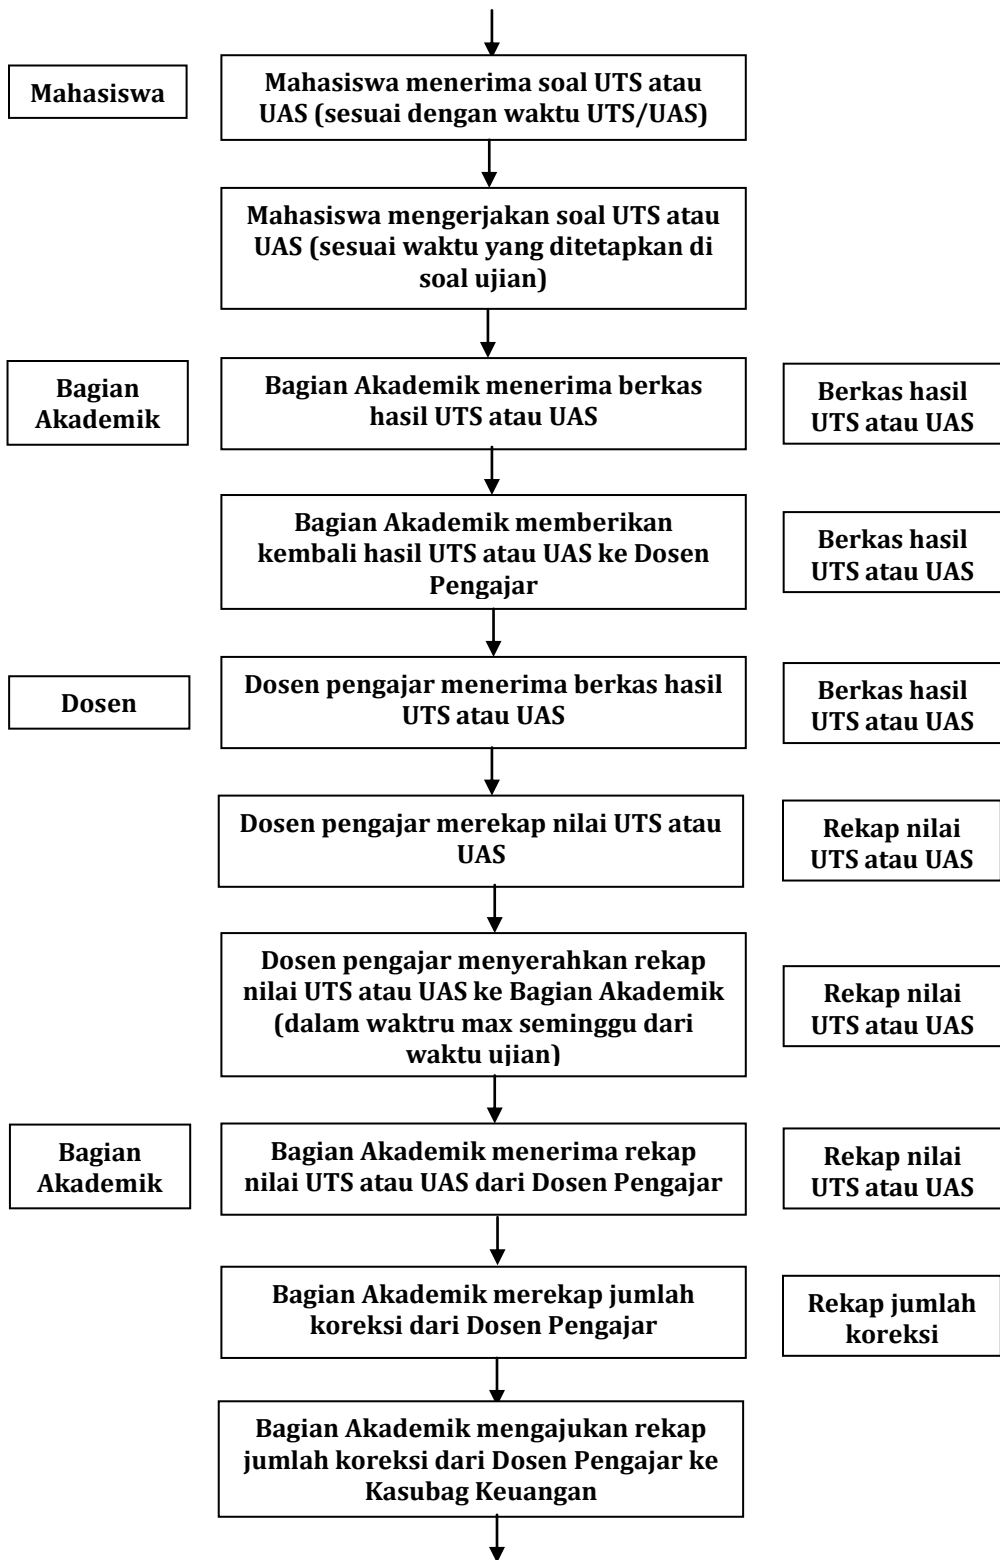 Mahasiswa
Mahasiswa menerima soal UTS atau
UAS (sesuai dengan waktu UTS/UAS)
Mahasiswa mengerjakan soal UTS atau
UAS (sesuai waktu yang ditetapkan di
soal ujian)
Bagian
Akademik
Bagian Akademik menerima berkas
hasil UTS atau UAS
Berkas hasil
UTS atau UAS
Bagian Akademik memberikan
kembali hasil UTS atau UAS ke Dosen
Pengajar
Berkas hasil
UTS atau UAS
Dosen
Dosen pengajar menerima berkas hasil
UTS atau UAS
Berkas hasil
UTS atau UAS
Dosen pengajar merekap nilai UTS atau
UAS
Rekap nilai
UTS atau UAS
Dosen pengajar menyerahkan rekap
nilai UTS atau UAS ke Bagian Akademik
(dalam waktru max seminggu dari
waktu ujian)
Rekap nilai
UTS atau UAS
Bagian
Akademik
Bagian Akademik menerima rekap
nilai UTS atau UAS dari Dosen Pengajar
Rekap nilai
UTS atau UAS
Bagian Akademik merekap jumlah
koreksi dari Dosen Pengajar
Rekap jumlah
koreksi
Bagian Akademik mengajukan rekap
jumlah koreksi dari Dosen Pengajar ke
Kasubag Keuangan